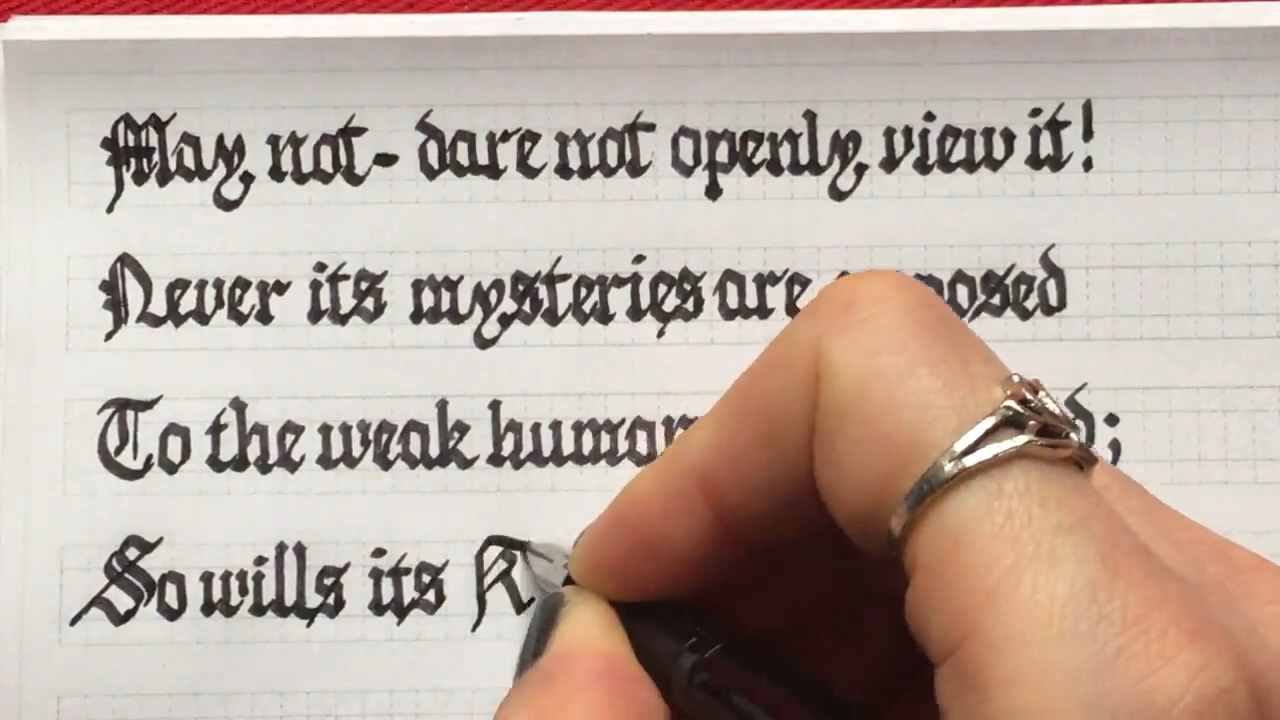 May not- dare not openly view it!
Never its mysteries are
To the weak human
So wills its K